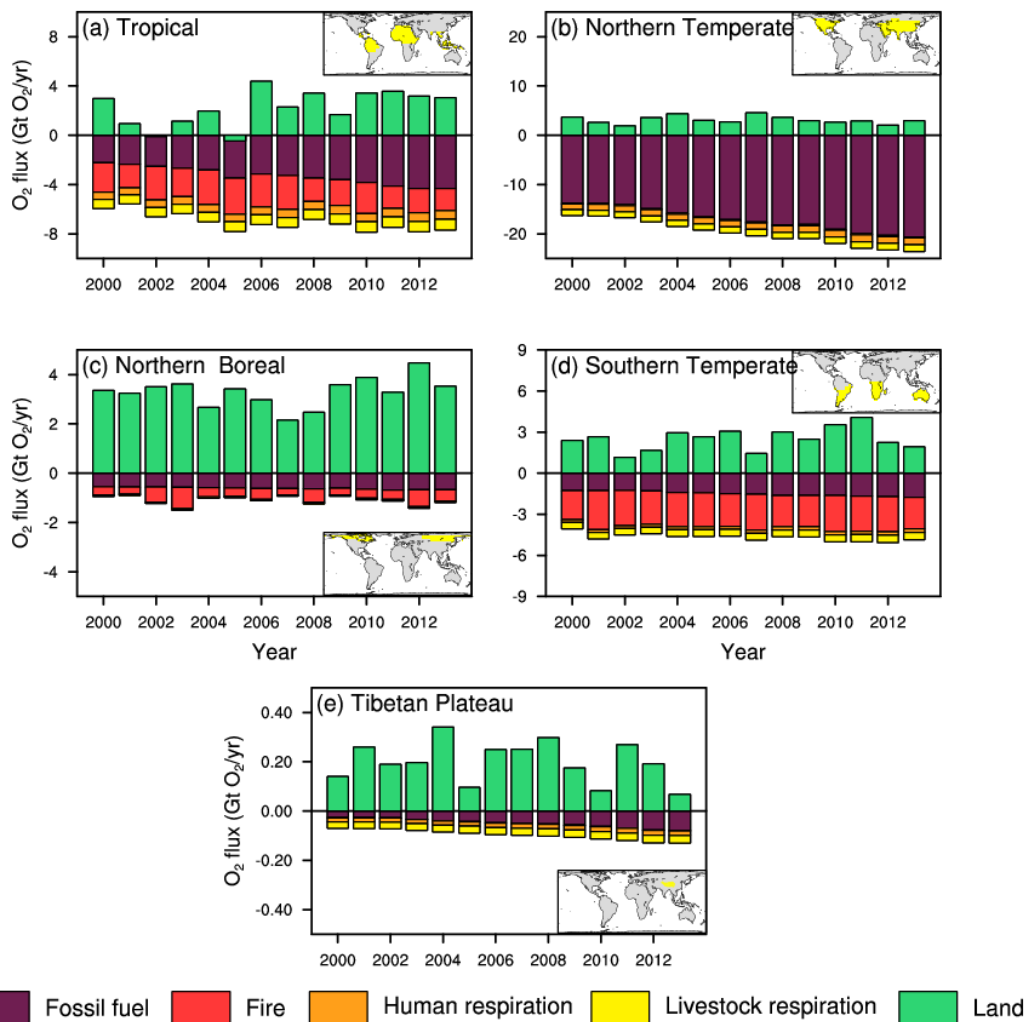 (a) Tropical
O₂ flux (Gt O₂/yr)
8
4
0
-4
-8
2000 2002 2004 2006 2008 2010 2012
(b) Northern Temperate
20
10
0
-10
-20
2000 2002 2004 2006 2008 2010 2012
(c) Northern Boreal
O₂ flux (Gt O₂/yr)
4
2
0
-2
-4
2000 2002 2004 2006 2008 2010 2012
Year
(d) Southern Temperate
9
6
3
0
-3
-6
-9
2000 2002 2004 2006 2008 2010 2012
Year
(e) Tibetan Plateau
O₂ flux (Gt O₂/yr)
0.40
0.20
0.00
-0.20
-0.40
2000 2002 2004 2006 2008 2010 2012
Fossil fuel Fire Human respiration Livestock respiration Land